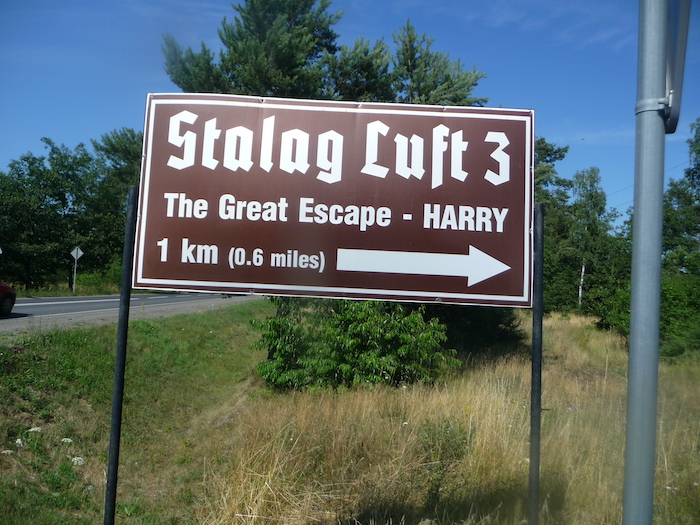 Stalag Luft 3
The Great Escape - HARRY
1 km (0.6 miles)